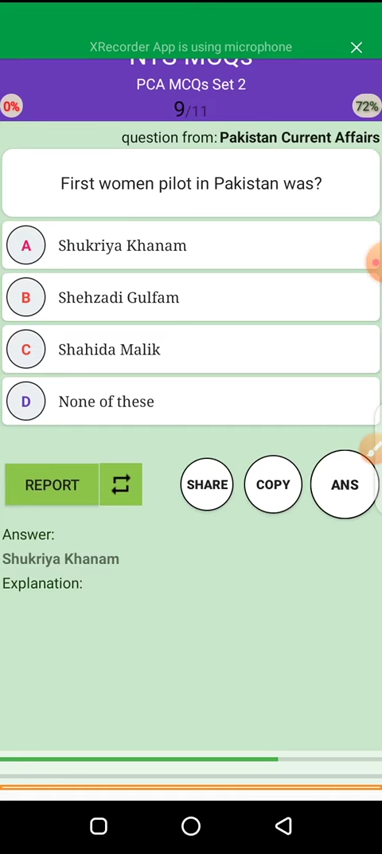 XRecorder App is using microphone
NTS MCQs
PCA MCQs Set 2
0%
9/11
72%
question from: Pakistan Current Affairs
First women pilot in Pakistan was?
A Shukriya Khanam
B Shehzadi Gulfam
C Shahida Malik
D None of these
REPORT
SHARE
COPY
ANS
Answer:
Shukriya Khanam
Explanation: